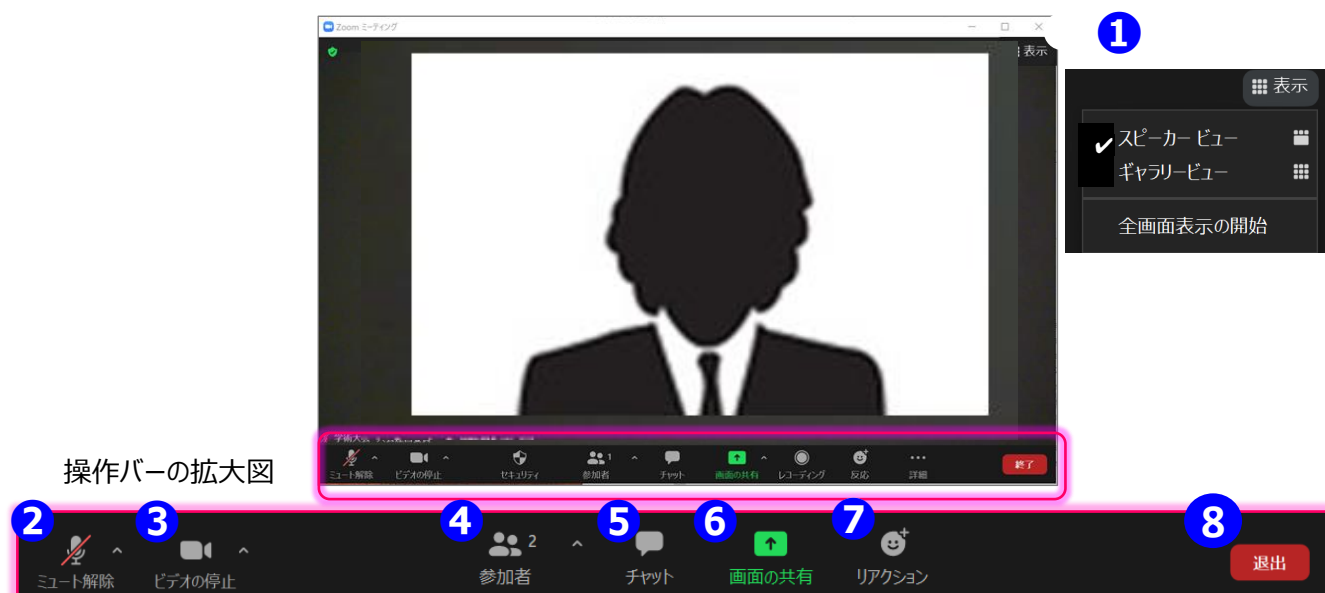 Zoom ミーティング
1
表示
表示
スピーカー ビュー
ギャラリービュー
全画面表示の開始
学術大会
1
ミュート解除 ビデオの停止 セキュリティ 参加者 チャット 画面の共有 レコーディング 反応 詳細 終了
操作バーの拡大図
2 3 4 5 6 7 8
2
ミュート解除 ビデオの停止 参加者 チャット 画面の共有 リアクション 退出